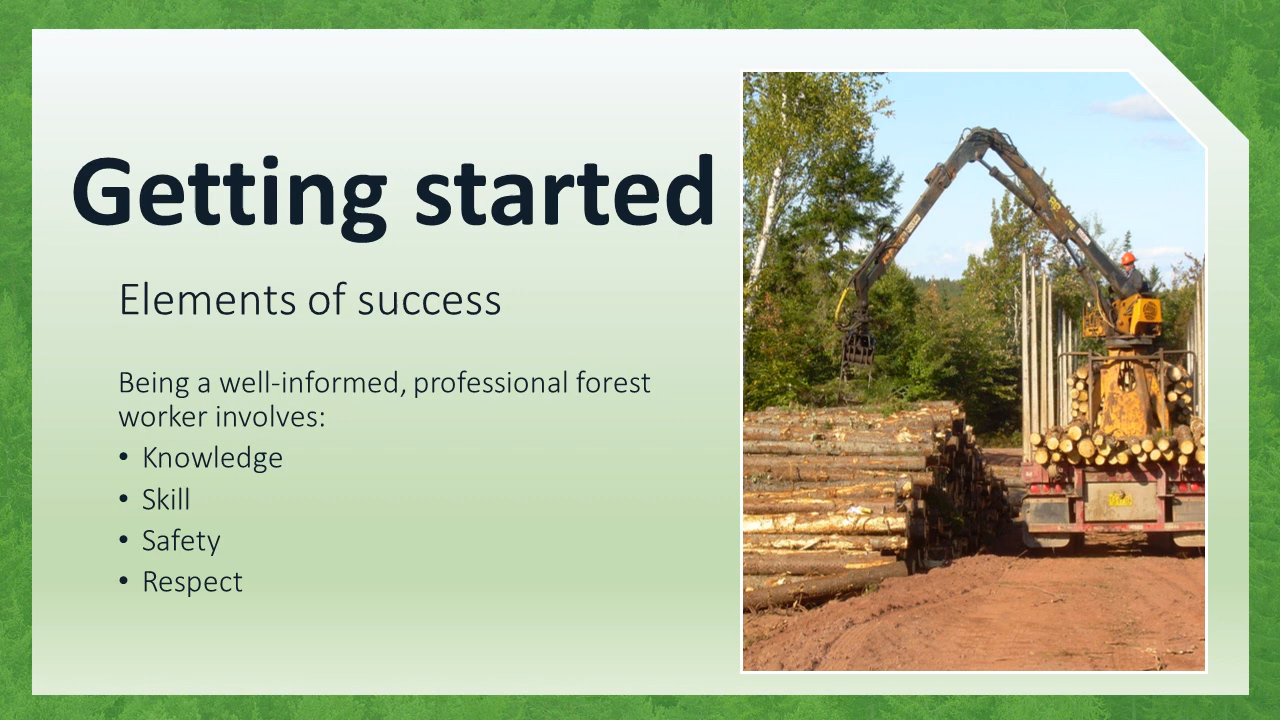 Getting started
Elements of success
Being a well-informed, professional forest
worker involves:
• Knowledge
• Skill
• Safety
• Respect